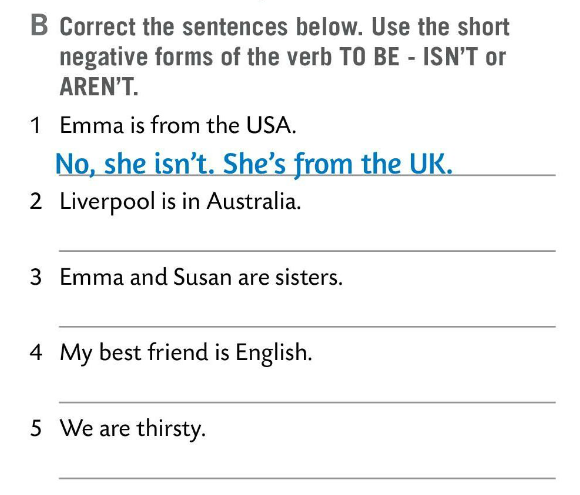 B Correct the sentences below. Use the short
negative forms of the verb TO BE - ISN'T or
AREN'T.
1 Emma is from the USA.
No, she isn't. She's from the UK.
2 Liverpool is in Australia.
3 Emma and Susan are sisters.
4 My best friend is English.
5 We are thirsty.